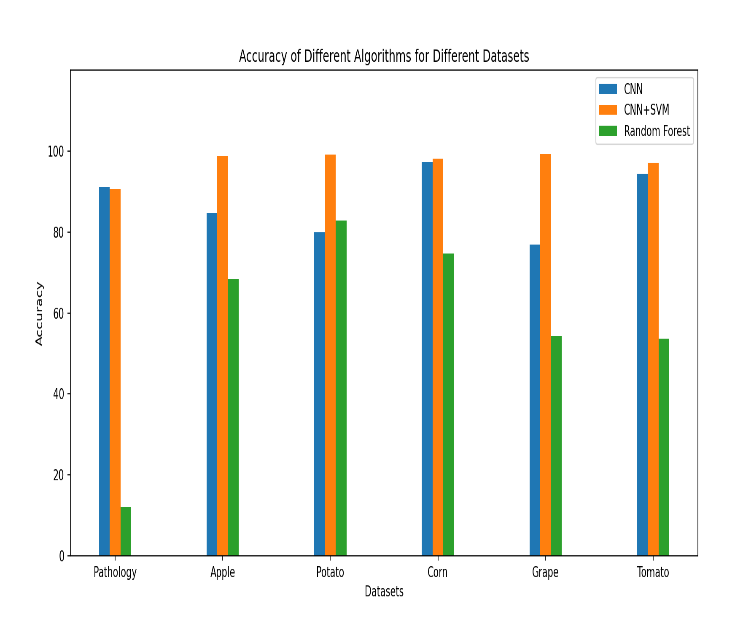 Accuracy of Different Algorithms for Different Datasets
CNN
CNN+SVM
Random Forest
100
80
60
40
20
0
Accuracy
Pathology Apple Potato Corn Grape Tomato
Datasets